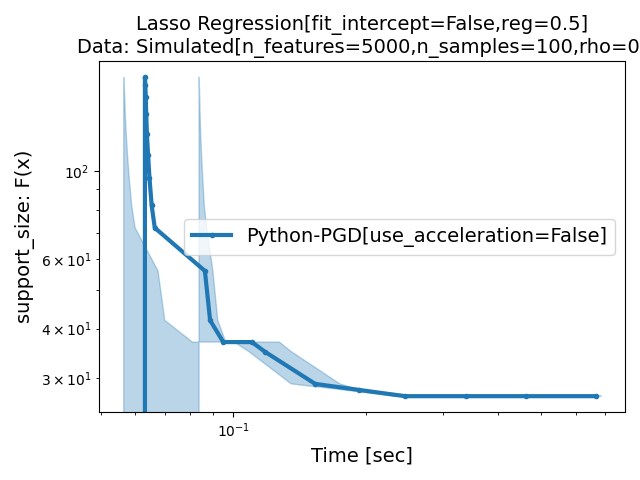 Lasso Regression[fit_intercept=False,reg=0.5]
Data: Simulated[n_features=5000,n_samples=100,rho=0
support_size: F(x)
10²
6 × 10¹
4 × 10¹
3 × 10¹
Python-PGD[use_acceleration=False]
10⁻¹
Time [sec]